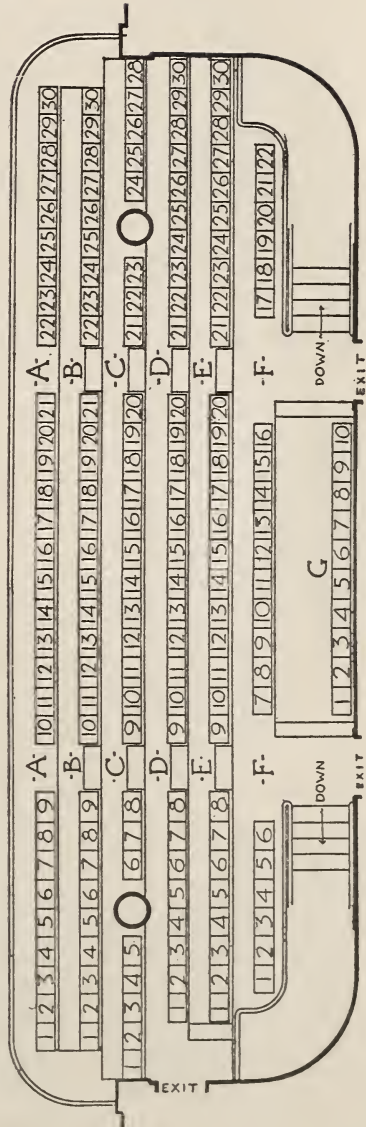 1 2 3 4 5 6 7 8 9 -A- 10 11 12 13 14 15 16 17 18 19 20 21 -A- 22 23 24 25 26 27 28 29 30
1 2 3 4 5 6 7 8 9 -B- 10 11 12 13 14 15 16 17 18 19 20 21 -B- 22 23 24 25 26 27 28 29 30
1 2 3 4 5 6 7 8 -C- 9 10 11 12 13 14 15 16 17 18 19 20 -C- 21 22 23 24 25 26 27 28
1 2 3 4 5 6 7 8 -D- 9 10 11 12 13 14 15 16 17 18 19 20 -D- 21 22 23 24 25 26 27 28 29 30
EXIT
1 2 3 4 5 6 7 8 -E- 9 10 11 12 13 14 15 16 17 18 19 20 -E- 21 22 23 24 25 26 27 28 29 30
1 2 3 4 5 6 -F- 7 8 9 10 11 12 13 14 15 16 -F- 17 18 19 20 21 22
DOWN G DOWN
1 2 3 4 5 6 7 8 9 10
EXIT EXIT